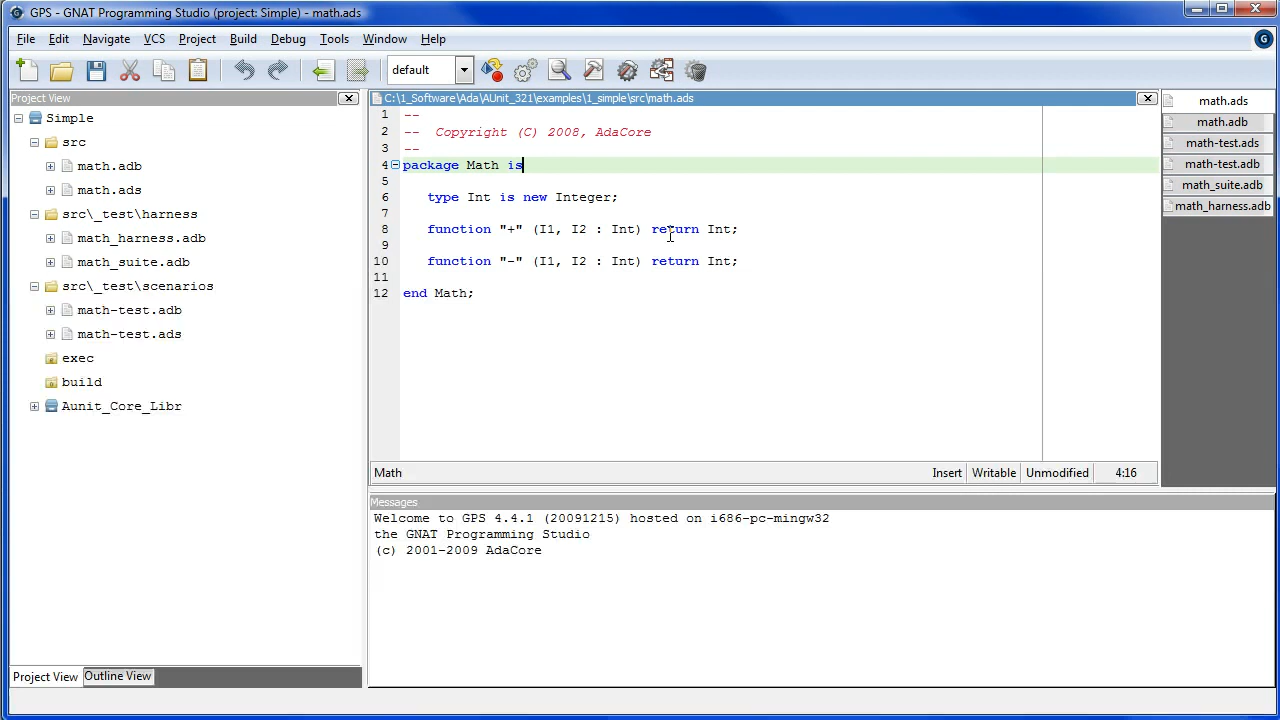 GPS - GNAT Programming Studio (project: Simple) - math.ads
File Edit Navigate VCS Project Build Debug Tools Window Help
default
Project View
Simple
src
math.adb
math.ads
src\_test\harness
math_harness.adb
math_suite.adb
src\_test\scenarios
math-test.adb
math-test.ads
exec
build
Aunit_Core_Libr
Project View Outline View
C:\1_Software\Ada\AUnit_321\examples\1_simple\src\math.ads
1 --
2 -- Copyright (C) 2008, AdaCore
3 --
4 package Math is
5
6 type Int is new Integer;
7
8 function "+" (I1, I2 : Int) return Int;
9
10 function "-" (I1, I2 : Int) return Int;
11
12 end Math;
Math Insert Writable Unmodified 4:16
math.ads
math.adb
math-test.ads
math-test.adb
math_suite.adb
math_harness.adb
Messages
Welcome to GPS 4.4.1 (20091215) hosted on i686-pc-mingw32
the GNAT Programming Studio
(c) 2001-2009 AdaCore